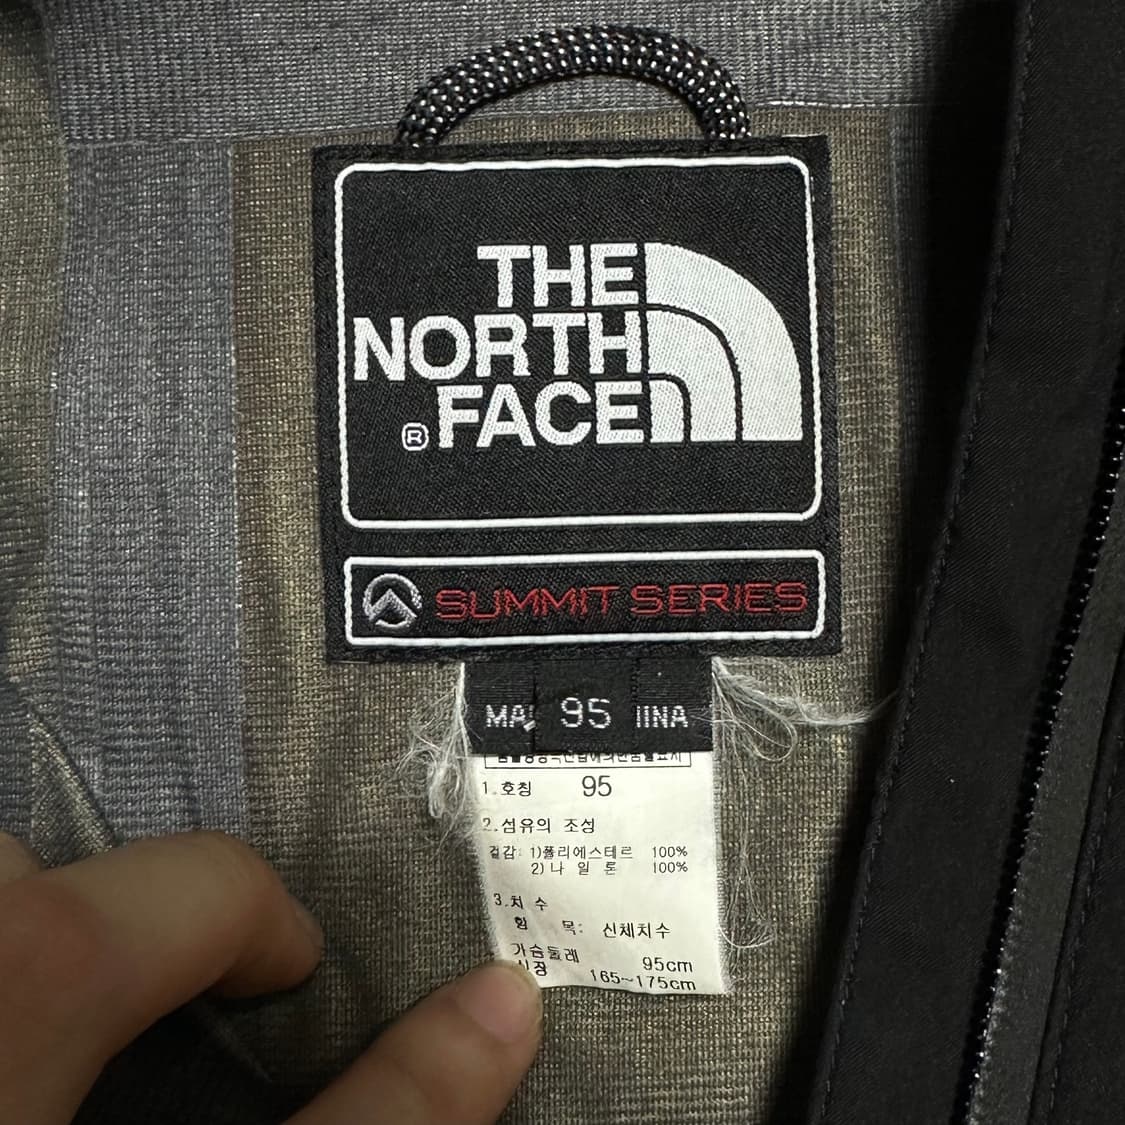 THE
NORTH
FACE
®
SUMMIT SERIES
95
1.호칭 95
2.섬유의 조성
겉감: 1)폴리에스테르 100%
2)나 일 론 100%
3.치 수
항 목: 신체치수
가슴둘레 95cm
신장 165~175cm